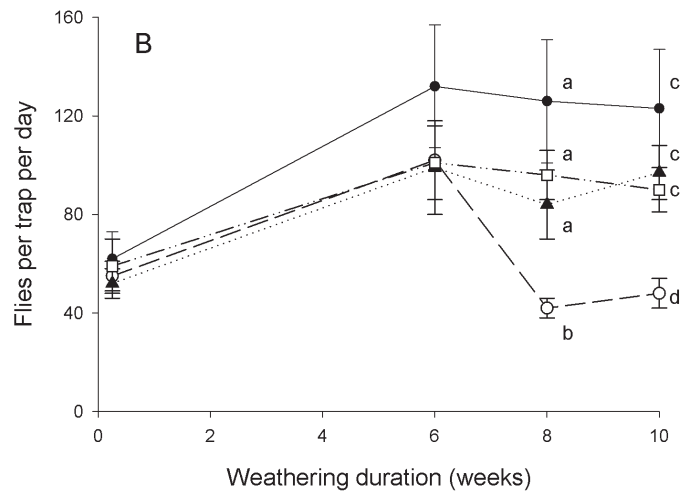 B
160
120
80
40
0
Flies per trap per day
a
c
a
c
c
a
d
b
0
2
4
6
8
10
Weathering duration (weeks)